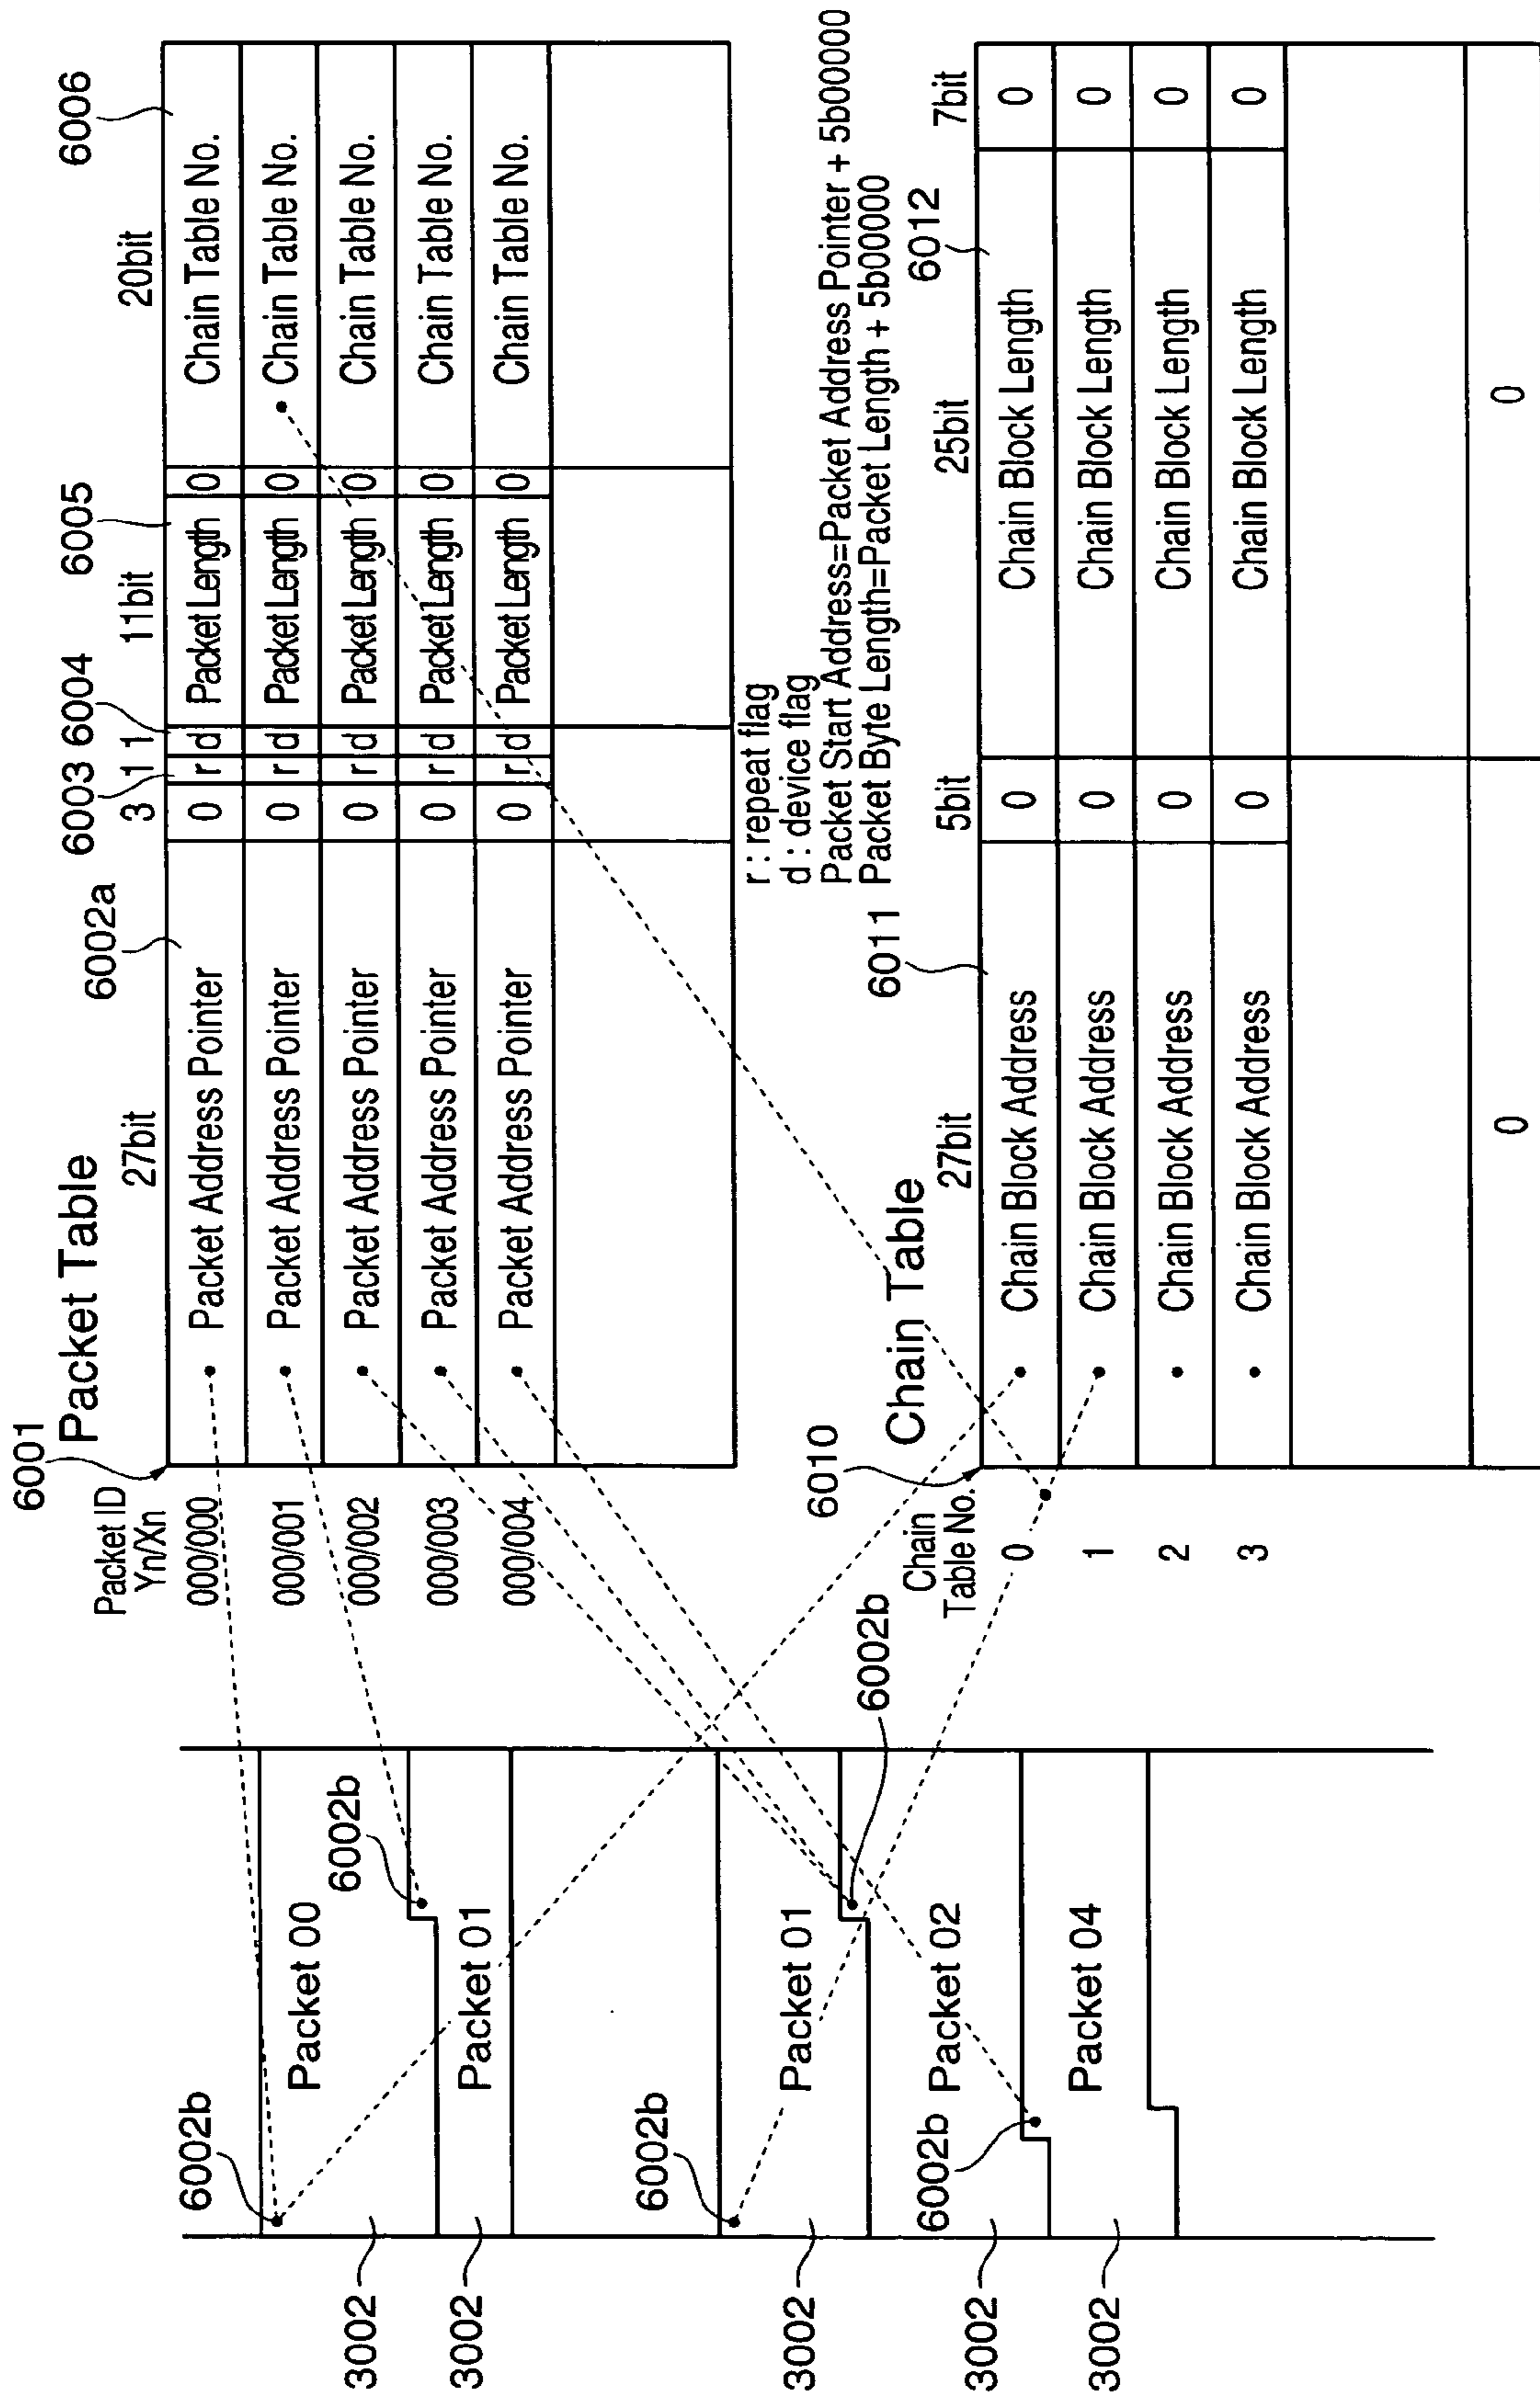 6001
Packet Table
Packet ID
Yn/Xn
27bit
6002a
3
6003
1
1
6004
11bit
6005
20bit
6006
000/000
Packet Address Pointer
0
r
d
Packet Length
0
Chain Table No.
000/001
Packet Address Pointer
0
r
d
Packet Length
0
Chain Table No.
000/002
Packet Address Pointer
0
r
d
Packet Length
0
Chain Table No.
000/003
Packet Address Pointer
0
r
d
Packet Length
0
Chain Table No.
000/004
Packet Address Pointer
0
r
d
Packet Length
0
Chain Table No.
r : repeat flag
d : device flag
Packet Start Address=Packet Address Pointer + 5b00000
Packet Byte Length=Packet Length + 5b00000
6010
Chain Table
Chain
Table No.
27bit
6011
5bit
25bit
6012
7bit
0
Chain Block Address
0
Chain Block Length
0
1
Chain Block Address
0
Chain Block Length
0
2
Chain Block Address
0
Chain Block Length
0
3
Chain Block Address
0
Chain Block Length
0
0
0
6002b
Packet 00
3002
6002b
Packet 01
3002
6002b
Packet 01
3002
6002b
6002b
Packet 02
3002
Packet 04
3002